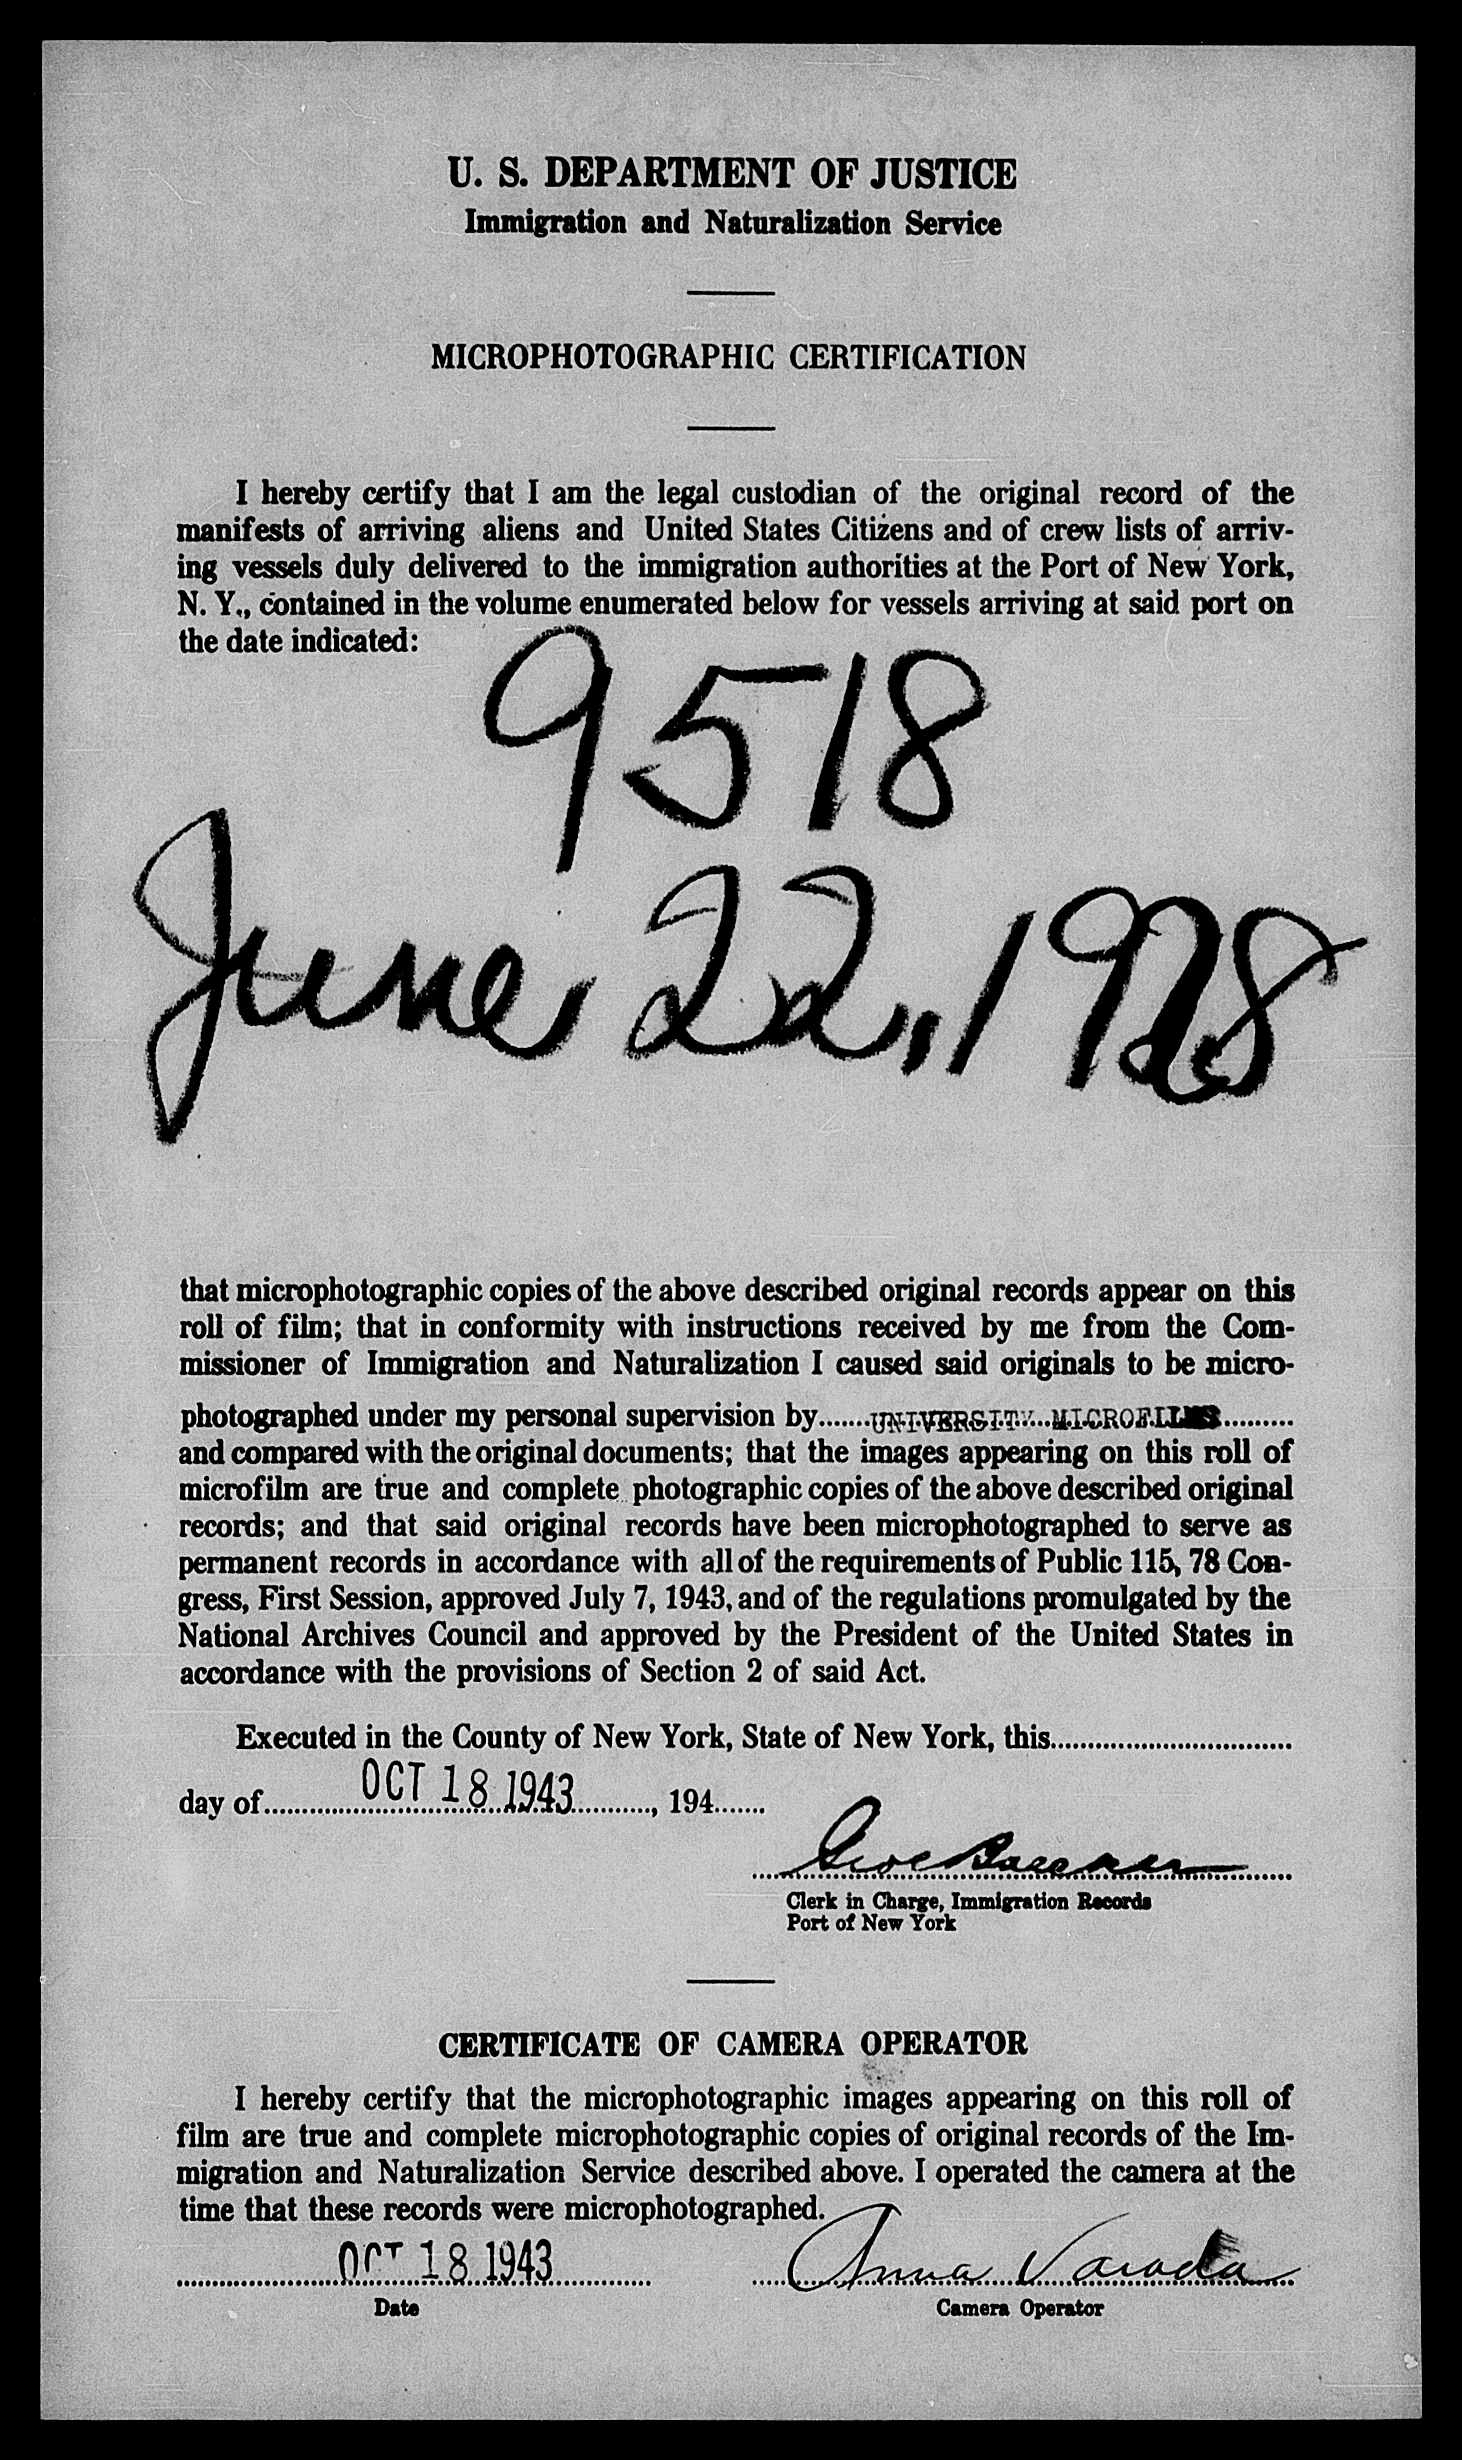 U. S. DEPARTMENT OF JUSTICE
Immigration and Naturalization Service
MICROPHOTOGRAPHIC CERTIFICATION
I hereby certify that I am the legal custodian of the original record of the
manifests of arriving aliens and United States Citizens and of crew lists of arriv-
ing vessels duly delivered to the immigration authorities at the Port of New York,
N. Y., contained in the volume enumerated below for vessels arriving at said port on
the date indicated:
9518
June 22, 1928
that microphotographic copies of the above described original records appear on this
roll of film; that in conformity with instructions received by me from the Com-
missioner of Immigration and Naturalization I caused said originals to be micro-
photographed under my personal supervision by UNIVERSITY MICROFILMS
and compared with the original documents; that the images appearing on this roll of
microfilm are true and complete photographic copies of the above described original
records; and that said original records have been microphotographed to serve as
permanent records in accordance with all of the requirements of Public 115, 78 Con-
gress, First Session, approved July 7, 1943, and of the regulations promulgated by the
National Archives Council and approved by the President of the United States in
accordance with the provisions of Section 2 of said Act.
Executed in the County of New York, State of New York, this
day of OCT 18 1943, 194
Clerk in Charge, Immigration Records
Port of New York
CERTIFICATE OF CAMERA OPERATOR
I hereby certify that the microphotographic images appearing on this roll of
film are true and complete microphotographic copies of original records of the Im-
migration and Naturalization Service described above. I operated the camera at the
time that these records were microphotographed.
OCT 18 1943 Anna Varada
Date Camera Operator